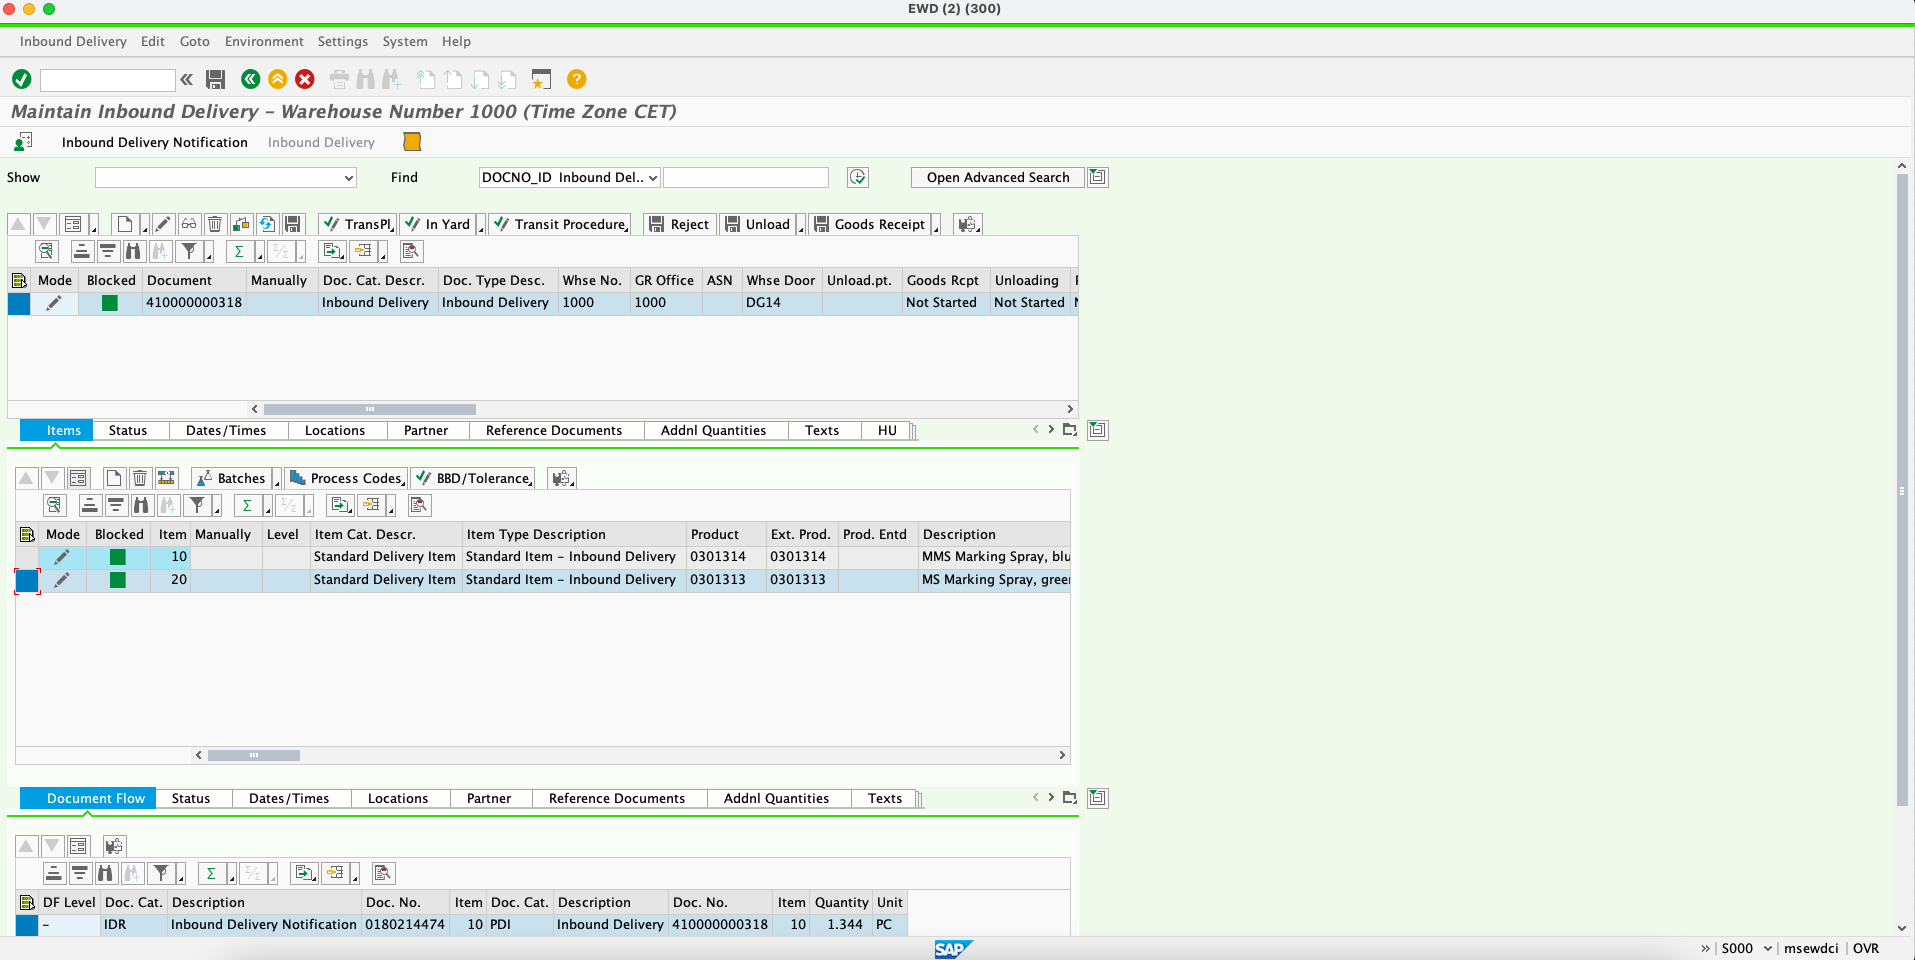 EWD (2) (300)
Inbound Delivery Edit Goto Environment Settings System Help
Maintain Inbound Delivery – Warehouse Number 1000 (Time Zone CET)
Inbound Delivery Notification Inbound Delivery
Show Find DOCNO_ID Inbound Del.. Open Advanced Search
TransPl. In Yard Transit Procedure Reject Unload Goods Receipt
Mode Blocked Document Manually Doc. Cat. Descr. Doc. Type Desc. Whse No. GR Office ASN Whse Door Unload.pt. Goods Rcpt Unloading
410000000318 Inbound Delivery Inbound Delivery 1000 1000 DG14 Not Started Not Started
Items Status Dates/Times Locations Partner Reference Documents Addnl Quantities Texts HU
Batches Process Codes BBD/Tolerance
Mode Blocked Item Manually Level Item Cat. Descr. Item Type Description Product Ext. Prod. Prod. Entd Description
10 Standard Delivery Item Standard Item – Inbound Delivery 0301314 0301314 MMS Marking Spray, blu
20 Standard Delivery Item Standard Item – Inbound Delivery 0301313 0301313 MS Marking Spray, green
Document Flow Status Dates/Times Locations Partner Reference Documents Addnl Quantities Texts
DF Level Doc. Cat. Description Doc. No. Item Doc. Cat. Description Doc. No. Item Quantity Unit
– IDR Inbound Delivery Notification 0180214474 10 PDI Inbound Delivery 410000000318 10 1.344 PC
SAP
» S000 msewdci OVR